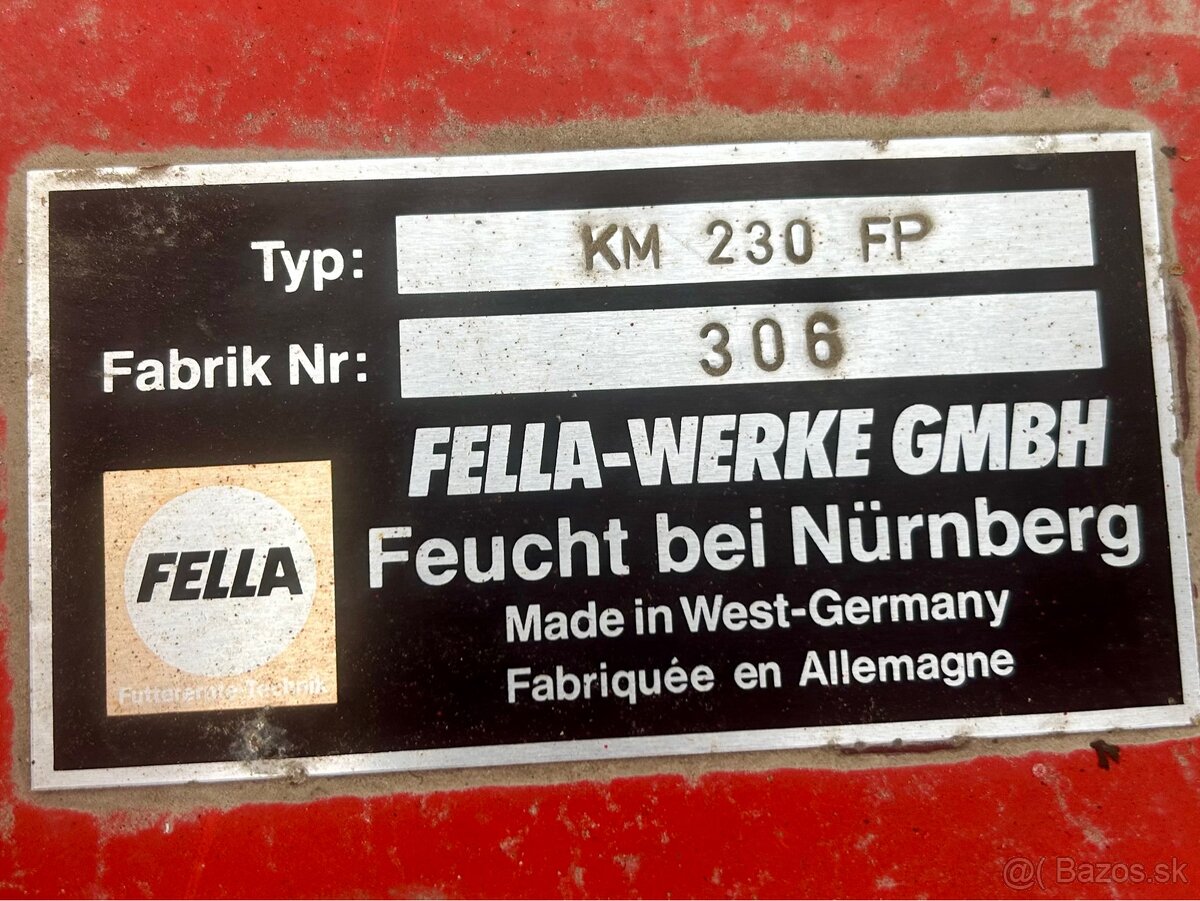 Typ: KM 230 FP
Fabrik Nr: 306
FELLA-WERKE GMBH
Feucht bei Nürnberg
Made in West-Germany
Fabriquée en Allemagne
FELLA
Futterernte-Technik
@( Bazos.sk